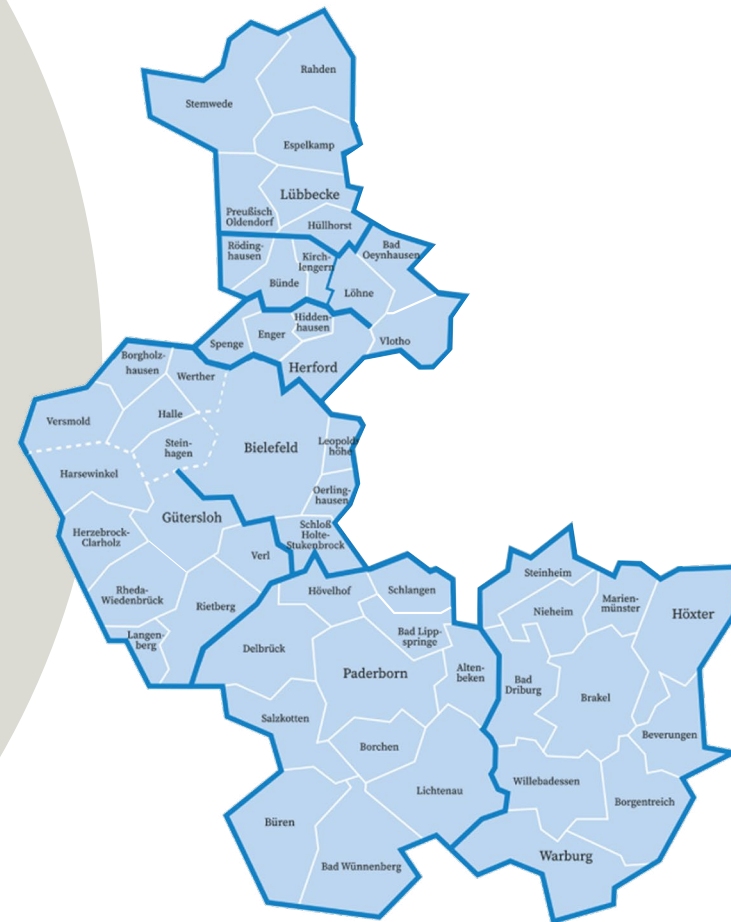 Rahden
Stemwede
Espelkamp
Lübbecke
Preußisch
Oldendorf
Hüllhorst
Röding-
hausen
Kirch-
lengern
Bad
Oeynhausen
Bünde
Löhne
Hidden-
hausen
Spenge
Enger
Vlotho
Herford
Borgholz-
hausen
Werther
Versmold
Halle
Stein-
hagen
Bielefeld
Leopolds
höhe
Harsewinkel
Oerling-
hausen
Gütersloh
Herzebrock-
Clarholz
Schloß
Holte-
Stukenbrock
Verl
Rheda-
Wiedenbrück
Rietberg
Hövelhof
Schlangen
Steinheim
Nieheim
Marien-
münster
Höxter
Langen-
berg
Delbrück
Bad Lipp-
springe
Paderborn
Alten-
beken
Bad
Driburg
Brakel
Salzkotten
Borchen
Beverungen
Lichtenau
Willebadessen
Borgentreich
Büren
Bad Wünnenberg
Warburg